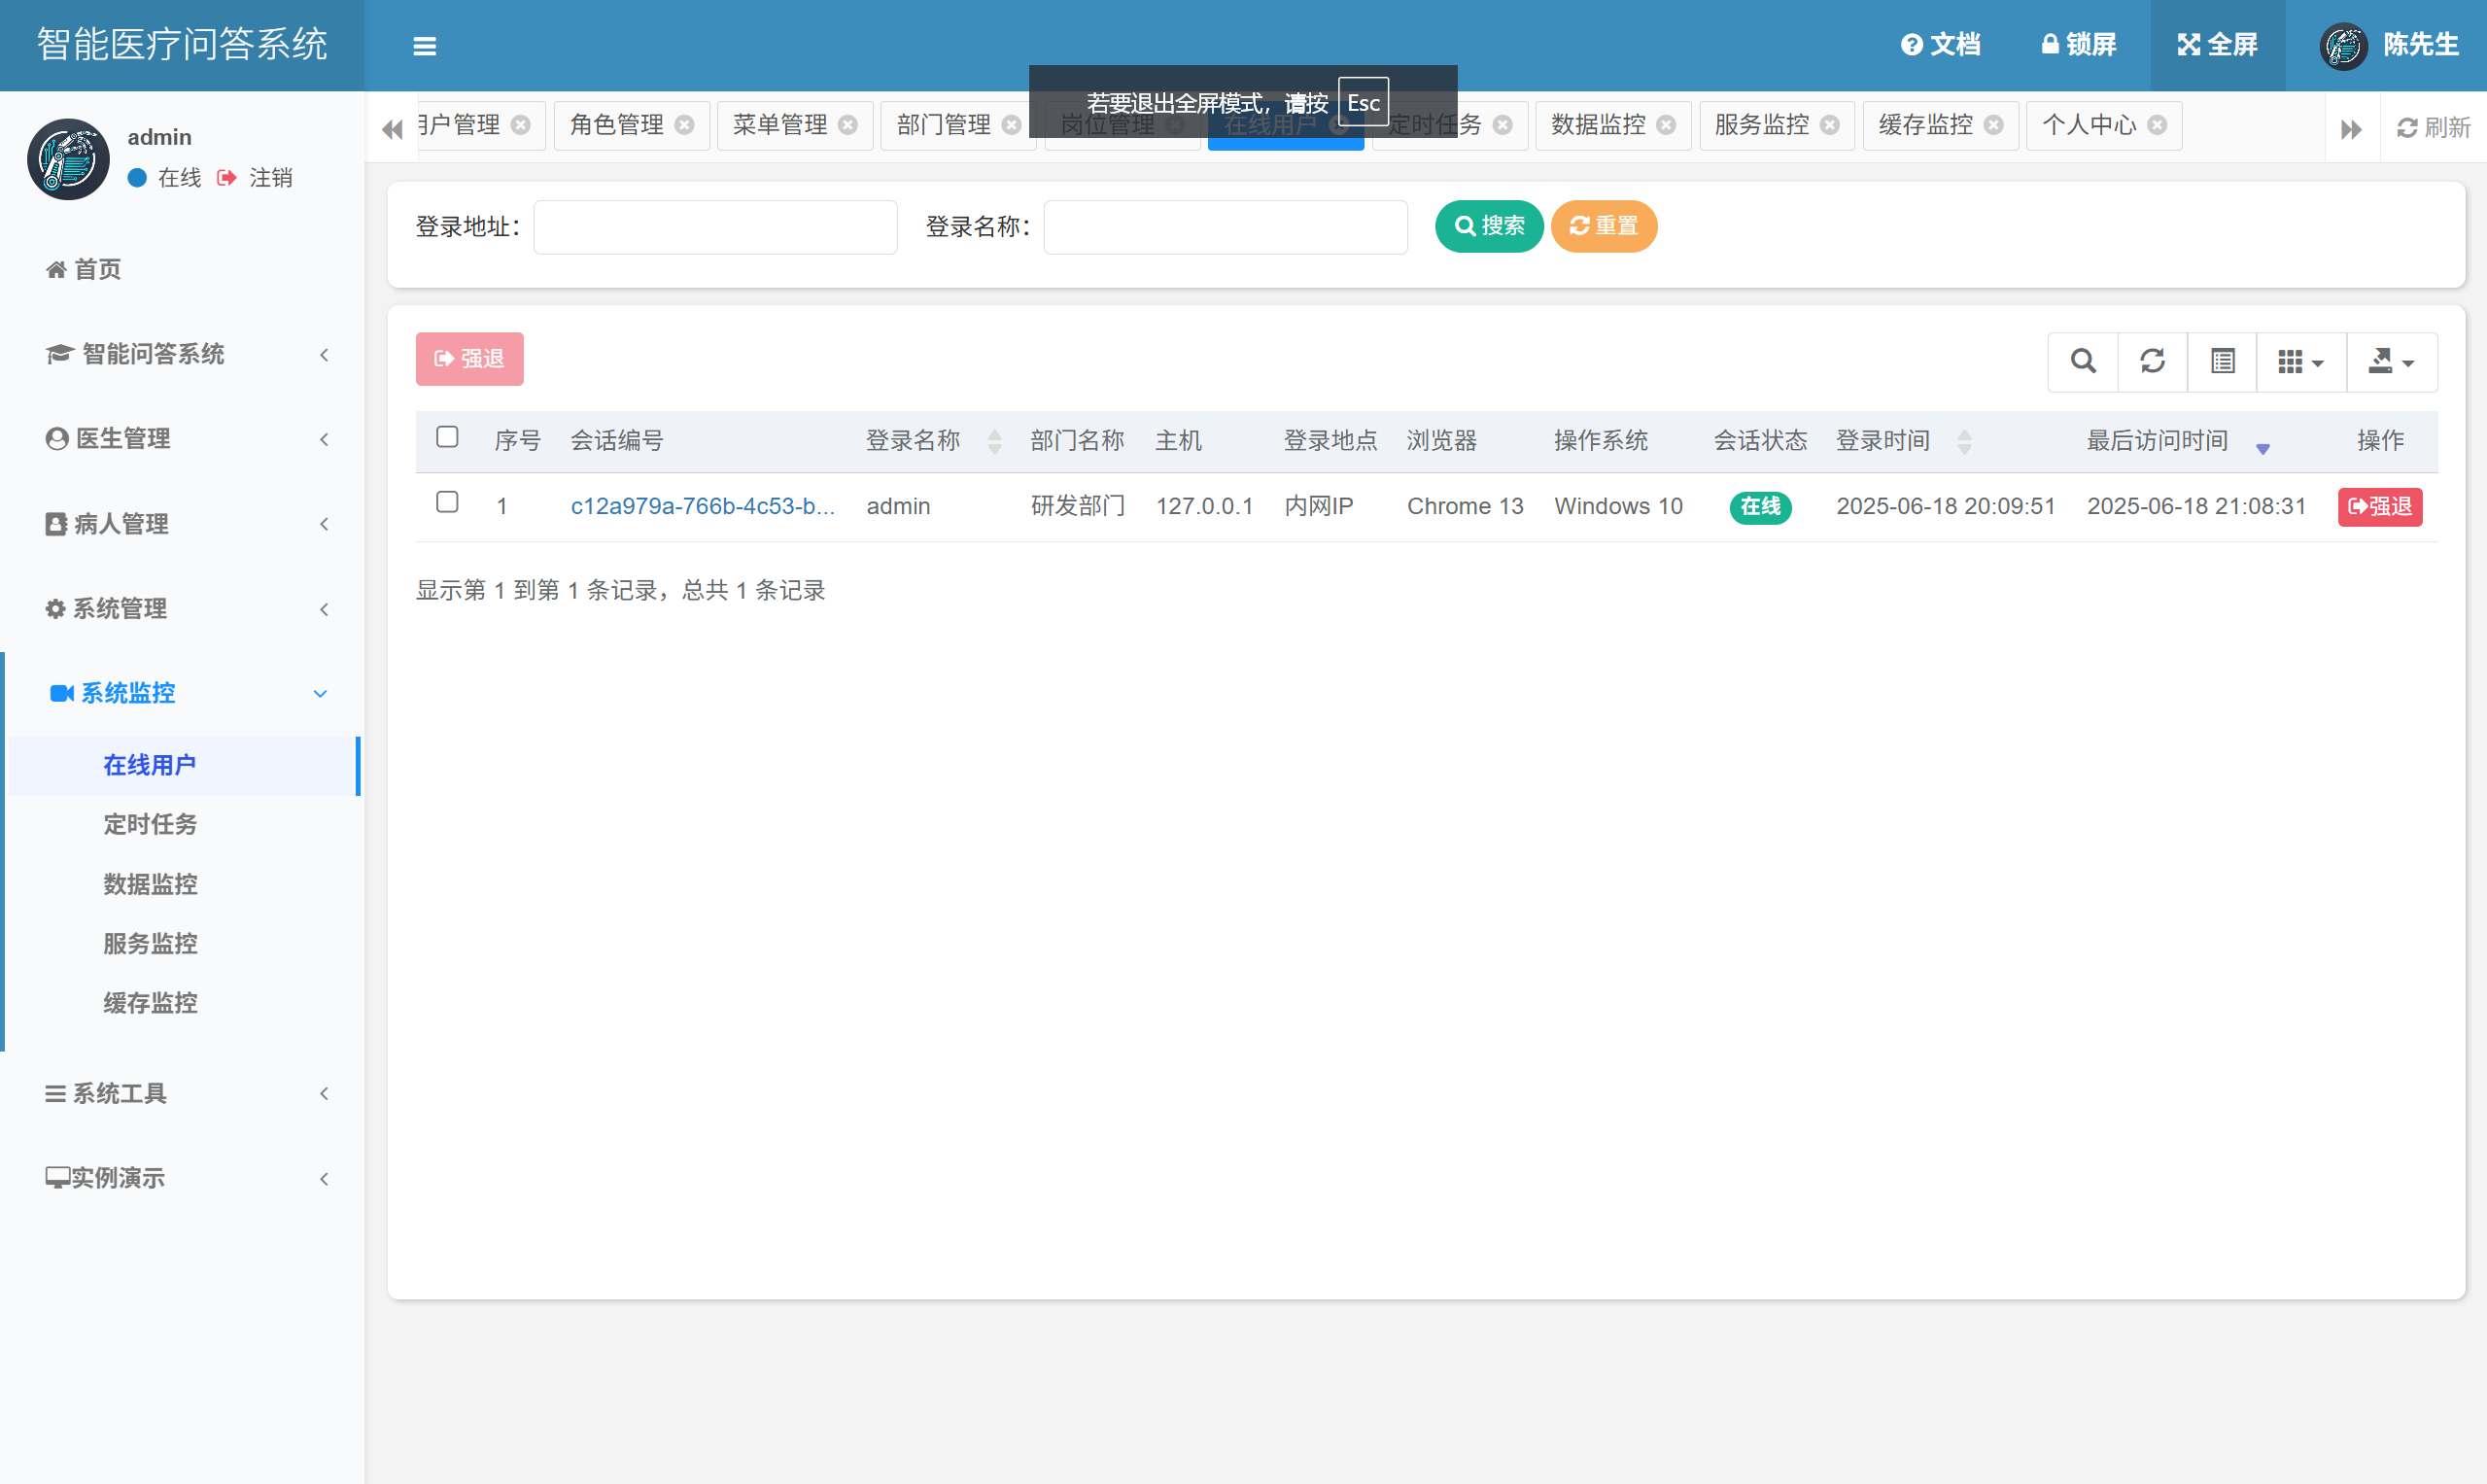 智能医疗问答系统
文档
锁屏
全屏
陈先生
若要退出全屏模式，请按 Esc
用户管理
角色管理
菜单管理
部门管理
岗位管理
在线用户
定时任务
数据监控
服务监控
缓存监控
个人中心
刷新
admin
在线 注销
首页
智能问答系统
医生管理
病人管理
系统管理
系统监控
在线用户
定时任务
数据监控
服务监控
缓存监控
系统工具
实例演示
登录地址： 登录名称： 搜索 重置
强退
序号 会话编号 登录名称 部门名称 主机 登录地点 浏览器 操作系统 会话状态 登录时间 最后访问时间 操作
1 c12a979a-766b-4c53-b... admin 研发部门 127.0.0.1 内网IP Chrome 13 Windows 10 在线 2025-06-18 20:09:51 2025-06-18 21:08:31 强退
显示第 1 到第 1 条记录，总共 1 条记录